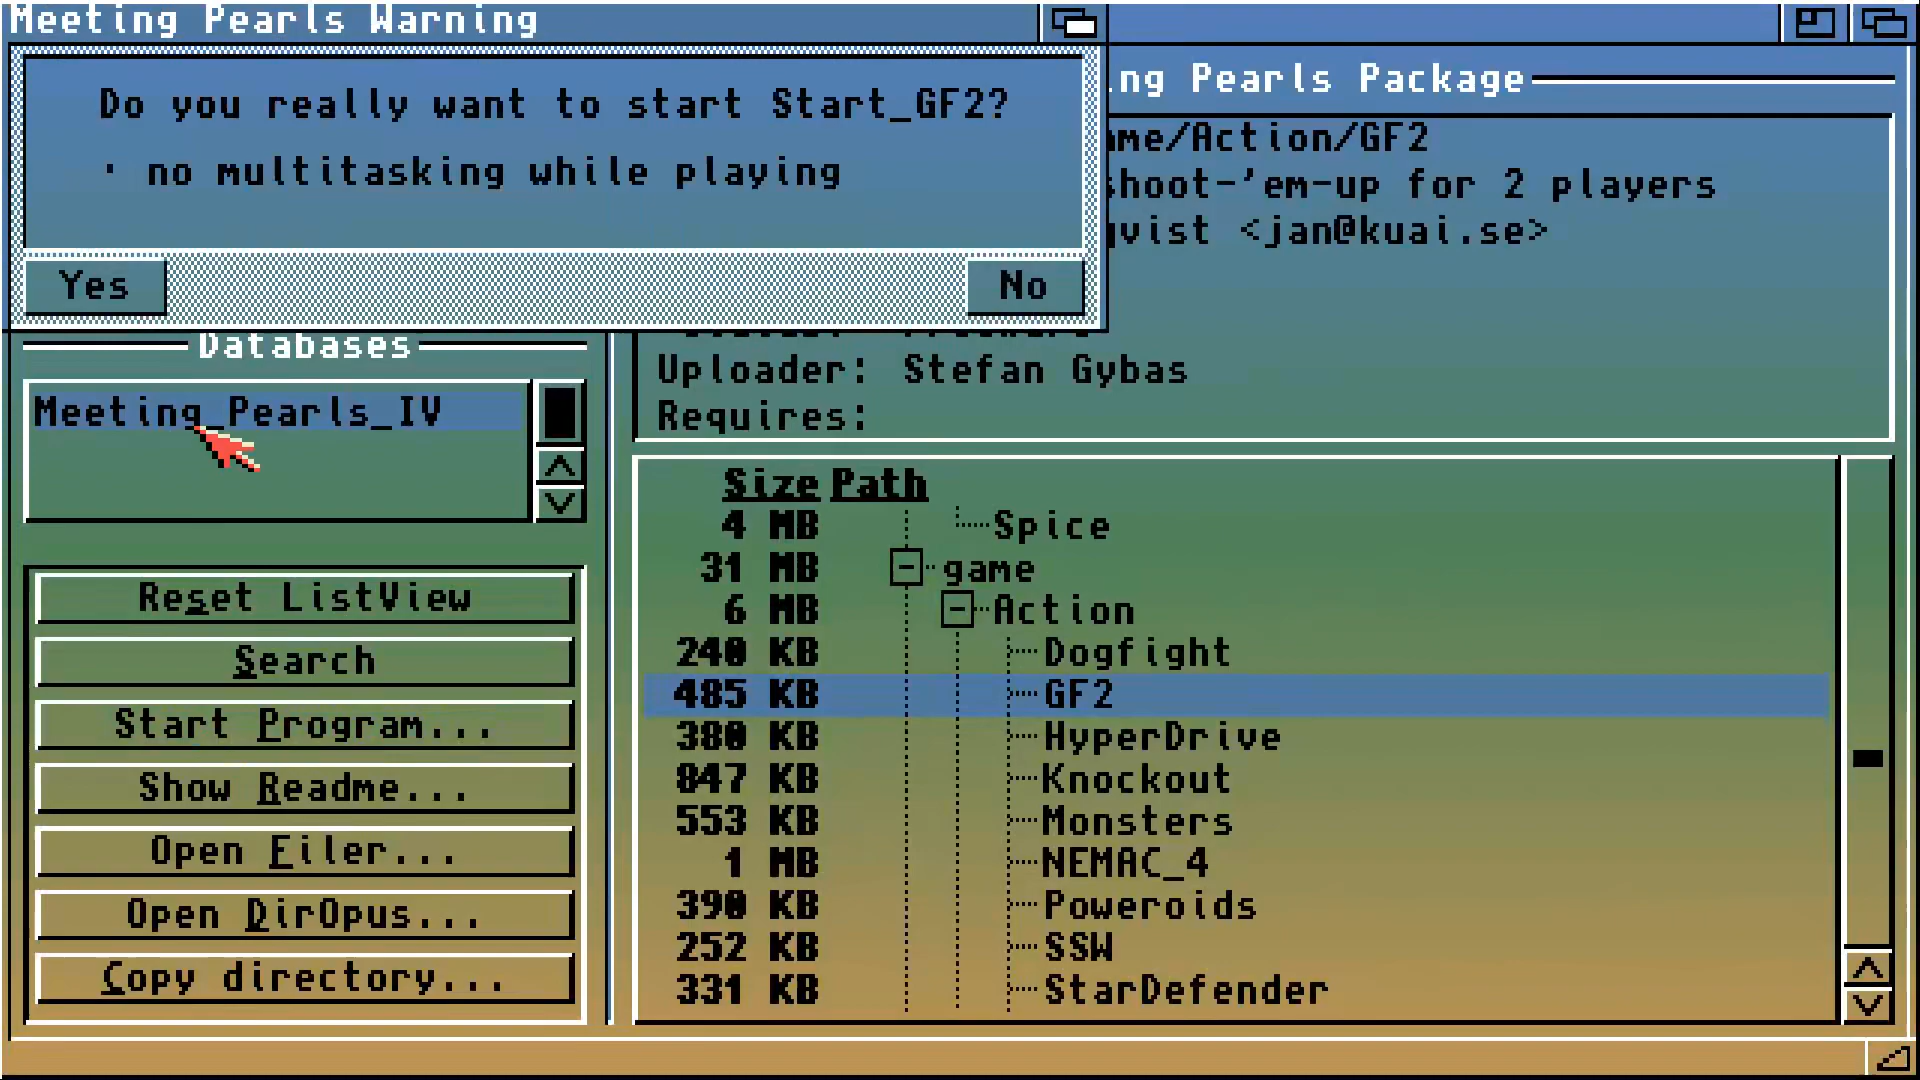 Meeting Pearls Warning
Do you really want to start Start_GF2?
· no multitasking while playing
Yes
No
ng Pearls Package
me/Action/GF2
hoot-'em-up for 2 players
vist <jan@kuai.se>
Uploader: Stefan Gybas
Requires:
Databases
Meeting_Pearls_IV
Reset ListView
Search
Start Program...
Show Readme...
Open Filer...
Open DirOpus...
Copy directory...
Size Path
4 MB Spice
31 MB game
6 MB Action
240 KB Dogfight
485 KB GF2
380 KB HyperDrive
847 KB Knockout
553 KB Monsters
1 MB NEMAC_4
390 KB Poweroids
252 KB SSW
331 KB StarDefender